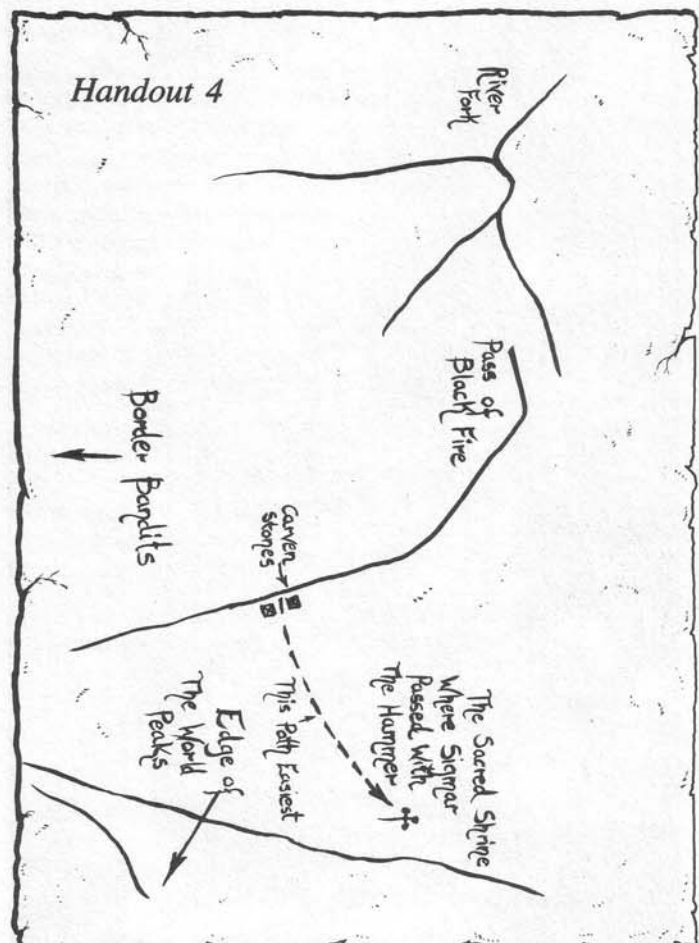 Handout 4
River
Fork
Pass of
Black Fire
Border Bandits
carven
stones
The Sacred Shrine
Where Sigmar
Passed With
The Hammer
This Path Easiest
Edge of
The World
Peaks